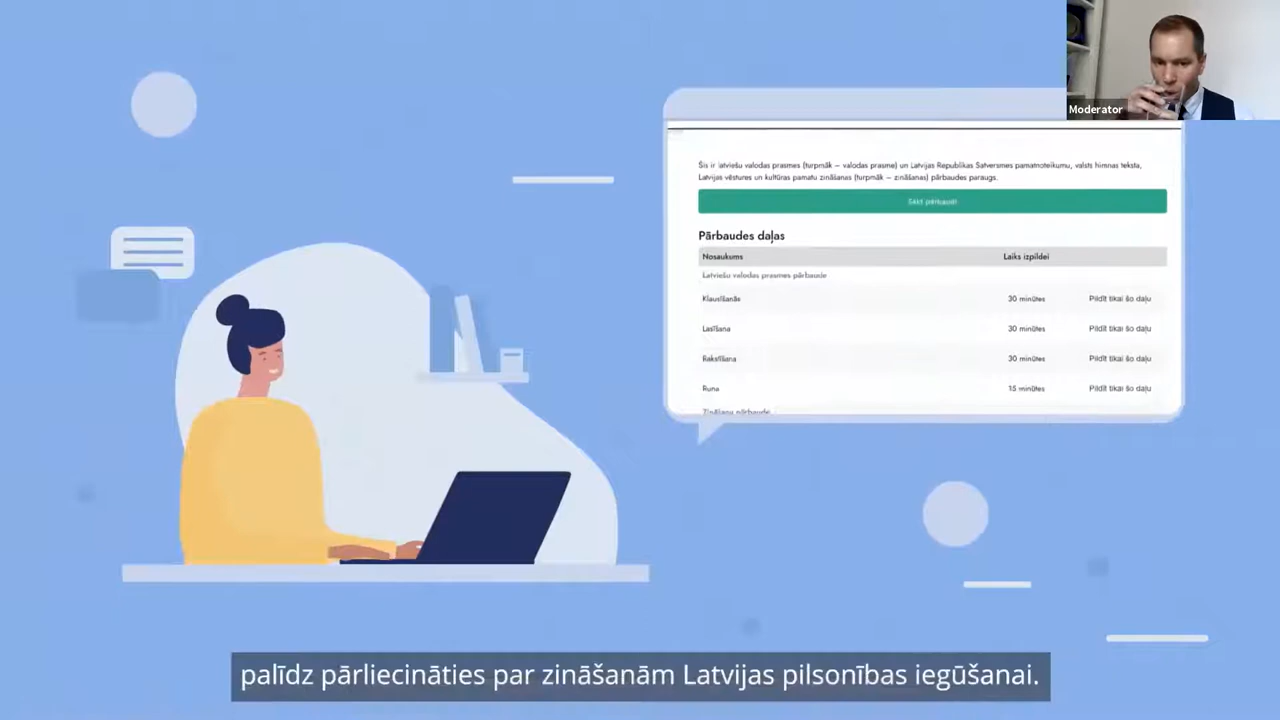 Moderator
Šis ir latviešu valodas prasmes (turpmāk – valodas prasme) un Latvijas Republikas Satversmes pamatnoteikumu, valsts himnas teksta,
Latvijas vēstures un kultūras pamatu zināšanas (turpmāk – zināšanas) pārbaudes paraugs.
Sākt pārbaudi
Pārbaudes daļas
Nosaukums Laiks izpildei
Latviešu valodas prasmes pārbaude
Klausīšanās 30 minūtes Pildīt tikai šo daļu
Lasīšana 30 minūtes Pildīt tikai šo daļu
Rakstīšana 30 minūtes Pildīt tikai šo daļu
Runa 15 minūtes Pildīt tikai šo daļu
Zināšanu pārbaude
palīdz pārliecināties par zināšanām Latvijas pilsonības iegūšanai.